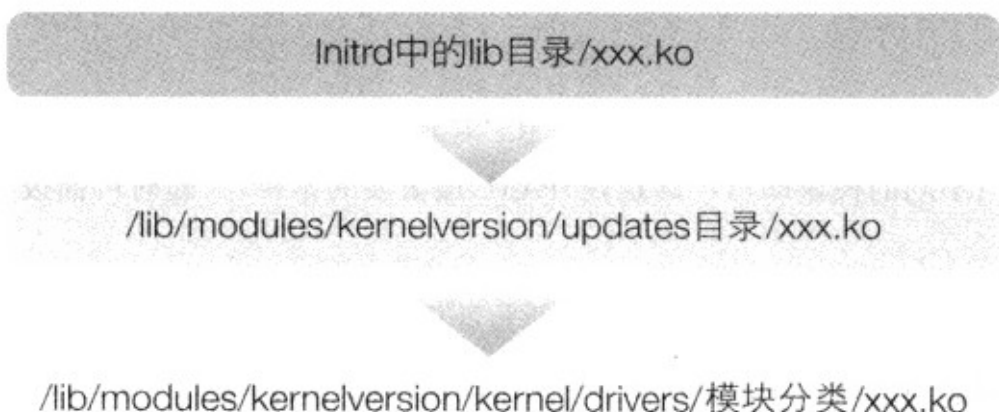 Initrd中的lib目录/xxx.ko
/lib/modules/kernelversion/updates目录/xxx.ko
/lib/modules/kernelversion/kernel/drivers/模块分类/xxx.ko